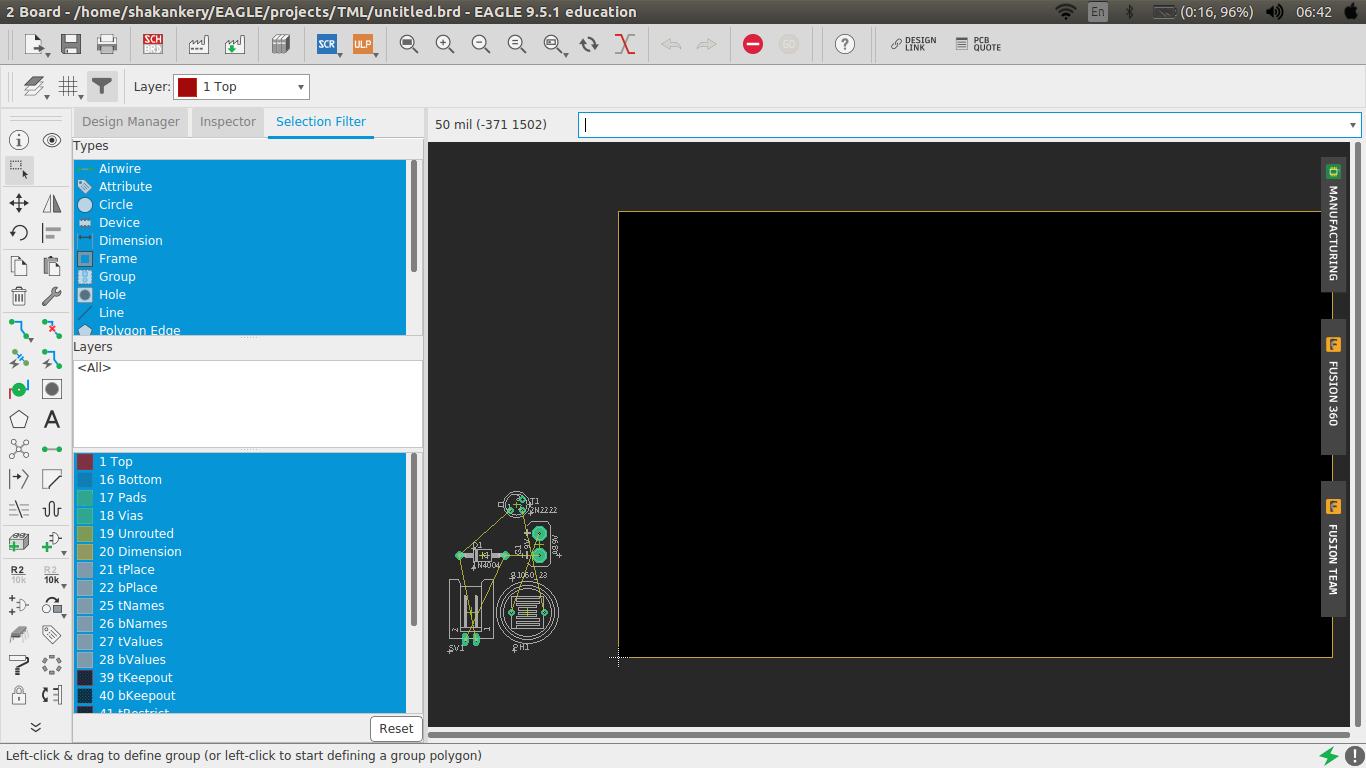 2 Board - /home/shakankery/EAGLE/projects/TML/untitled.brd - EAGLE 9.5.1 education
En
(0:16, 96%)
06:42
SCH
BRD
SCR
ULP
GO
?
DESIGN
LINK
PCB
QUOTE
Layer:
1 Top
Design Manager
Inspector
Selection Filter
50 mil (-371 1502)
Types
Airwire
Attribute
Circle
Device
Dimension
Frame
Group
Hole
Line
Polygon Edge
Layers
<All>
1 Top
16 Bottom
17 Pads
18 Vias
19 Unrouted
20 Dimension
21 tPlace
22 bPlace
25 tNames
26 bNames
27 tValues
28 bValues
39 tKeepout
40 bKeepout
41 tRestrict
Reset
A
R2
10k
R2
10k
MANUFACTURING
F
FUSION 360
F
FUSION TEAM
T1
2N2222
D1
1N4004
SV1
2
1
PH1
Left-click & drag to define group (or left-click to start defining a group polygon)